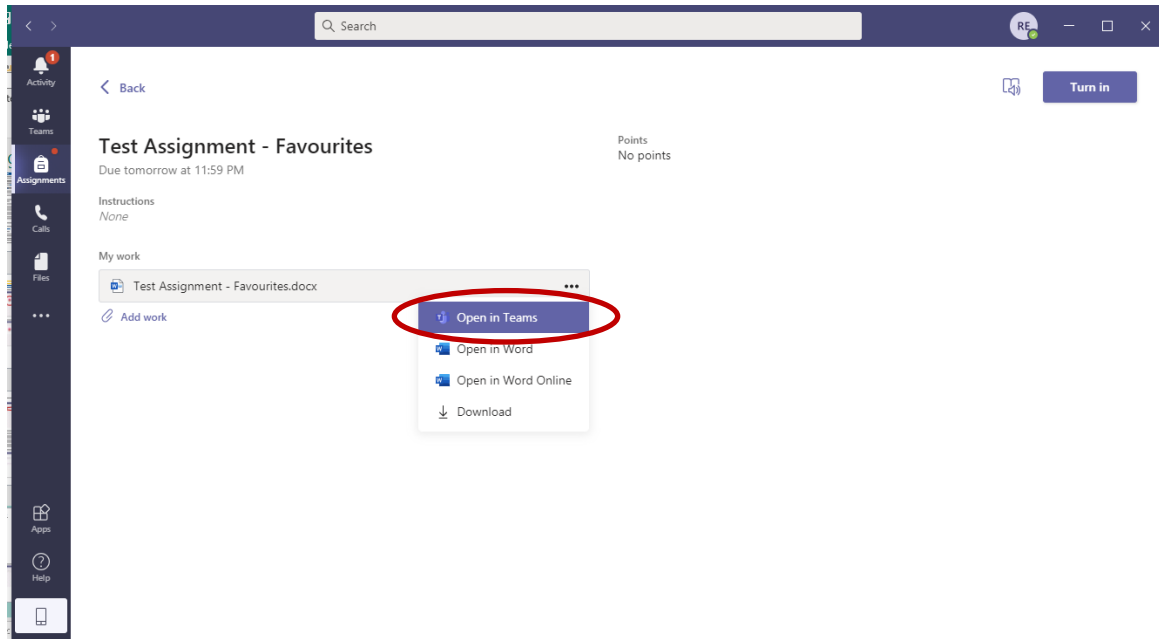 Search
RE
1
Activity
Teams
Assignments
Calls
Files
Apps
Help
Back
Turn in
Test Assignment - Favourites
Due tomorrow at 11:59 PM
Points
No points
Instructions
None
My work
Test Assignment - Favourites.docx
Add work
Open in Teams
Open in Word
Open in Word Online
Download